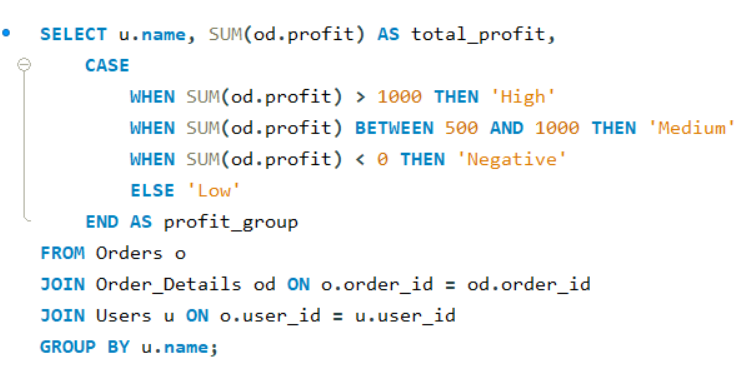 SELECT u.name, SUM(od.profit) AS total_profit,
CASE
WHEN SUM(od.profit) > 1000 THEN 'High'
WHEN SUM(od.profit) BETWEEN 500 AND 1000 THEN 'Medium'
WHEN SUM(od.profit) < 0 THEN 'Negative'
ELSE 'Low'
END AS profit_group
FROM Orders o
JOIN Order_Details od ON o.order_id = od.order_id
JOIN Users u ON o.user_id = u.user_id
GROUP BY u.name;